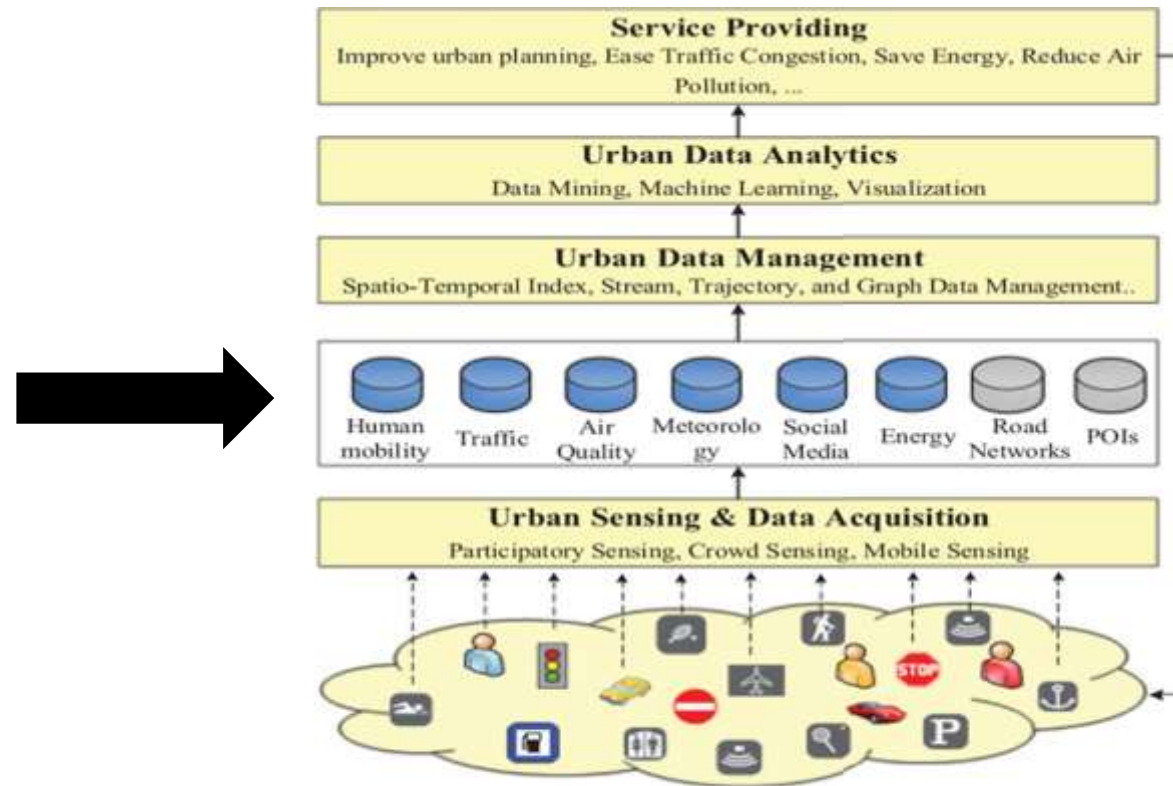 Service Providing
Improve urban planning, Ease Traffic Congestion, Save Energy, Reduce Air
Pollution, ...
Urban Data Analytics
Data Mining, Machine Learning, Visualization
Urban Data Management
Spatio-Temporal Index, Stream, Trajectory, and Graph Data Management..
Human
mobility
Traffic
Air
Quality
Meteorolo
gy
Social
Media
Energy
Road
Networks
POIs
Urban Sensing & Data Acquisition
Participatory Sensing, Crowd Sensing, Mobile Sensing
STOP
P